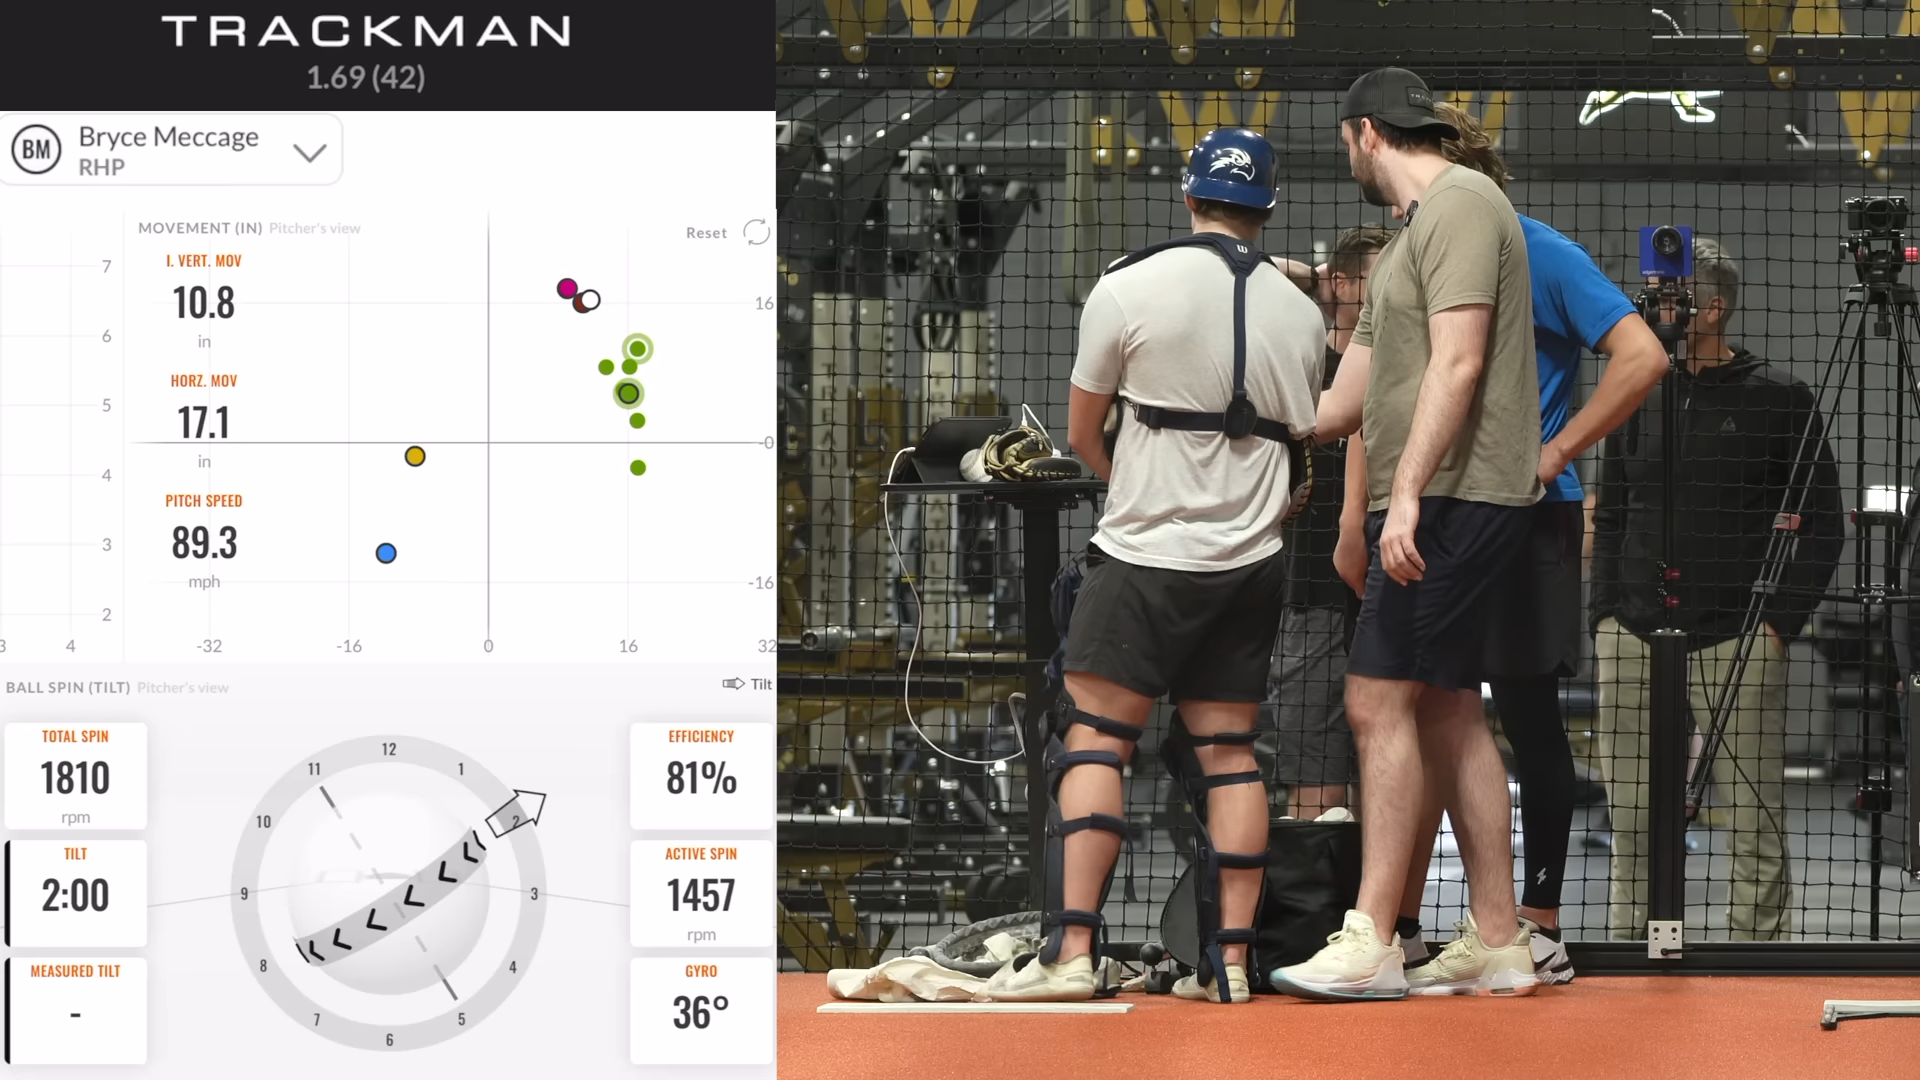 TRACKMAN
1.69 (42)
BM
Bryce Meccage
RHP
MOVEMENT (IN) Pitcher's view
Reset
I. VERT. MOV
10.8
in
HORZ. MOV
17.1
in
PITCH SPEED
89.3
mph
7
6
5
4
3
2
16
-0
-16
3
4
-32
-16
0
16
32
BALL SPIN (TILT) Pitcher's view
Tilt
TOTAL SPIN
1810
rpm
TILT
2:00
MEASURED TILT
-
12
1
2
3
4
5
6
7
8
9
10
11
EFFICIENCY
81%
ACTIVE SPIN
1457
rpm
GYRO
36°